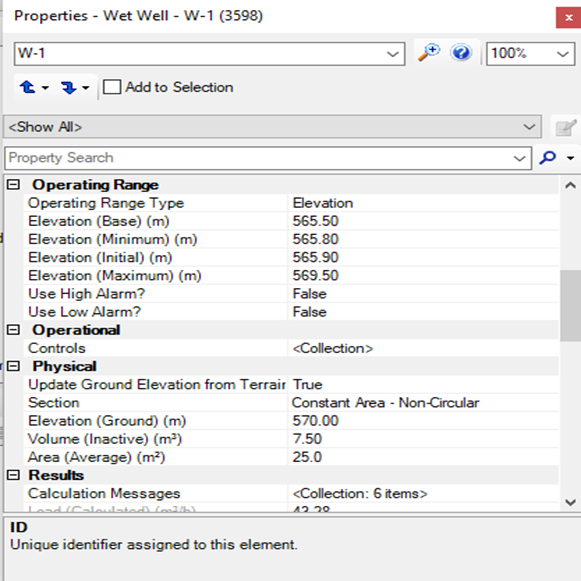 Properties - Wet Well - W-1 (3598)
W-1 100%
Add to Selection
<Show All>
Property Search
Operating Range
Operating Range Type Elevation
Elevation (Base) (m) 565.50
Elevation (Minimum) (m) 565.80
Elevation (Initial) (m) 565.90
Elevation (Maximum) (m) 569.50
Use High Alarm? False
Use Low Alarm? False
Operational
Controls <Collection>
Physical
Update Ground Elevation from Terrain True
Section Constant Area - Non-Circular
Elevation (Ground) (m) 570.00
Volume (Inactive) (m³) 7.50
Area (Average) (m²) 25.0
Results
Calculation Messages <Collection: 6 items>
Load (Calculated) (m³/h) 43.28
ID
Unique identifier assigned to this element.